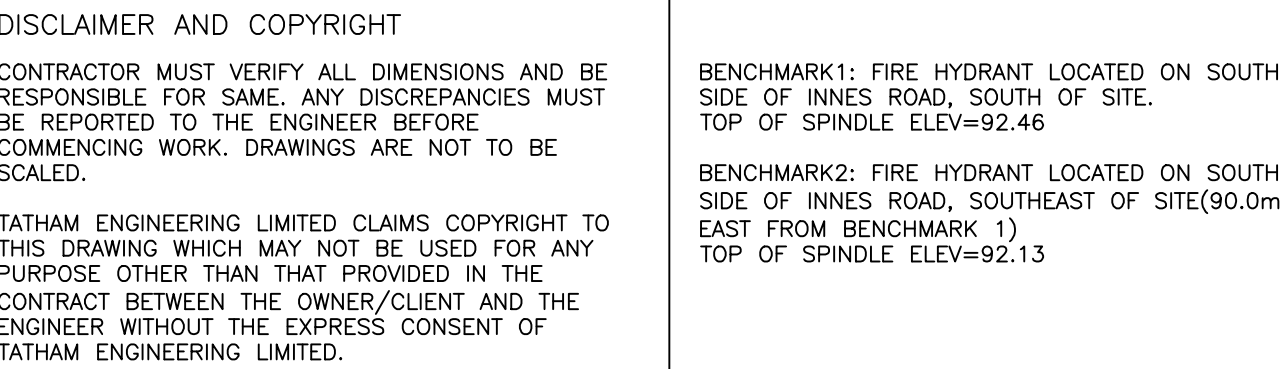 DISCLAIMER AND COPYRIGHT
CONTRACTOR MUST VERIFY ALL DIMENSIONS AND BE
RESPONSIBLE FOR SAME. ANY DISCREPANCIES MUST
BE REPORTED TO THE ENGINEER BEFORE
COMMENCING WORK. DRAWINGS ARE NOT TO BE
SCALED.
TATHAM ENGINEERING LIMITED CLAIMS COPYRIGHT TO
THIS DRAWING WHICH MAY NOT BE USED FOR ANY
PURPOSE OTHER THAN THAT PROVIDED IN THE
CONTRACT BETWEEN THE OWNER/CLIENT AND THE
ENGINEER WITHOUT THE EXPRESS CONSENT OF
TATHAM ENGINEERING LIMITED.
BENCHMARK1: FIRE HYDRANT LOCATED ON SOUTH
SIDE OF INNES ROAD, SOUTH OF SITE.
TOP OF SPINDLE ELEV=92.46
BENCHMARK2: FIRE HYDRANT LOCATED ON SOUTH
SIDE OF INNES ROAD, SOUTHEAST OF SITE(90.0m
EAST FROM BENCHMARK 1)
TOP OF SPINDLE ELEV=92.13